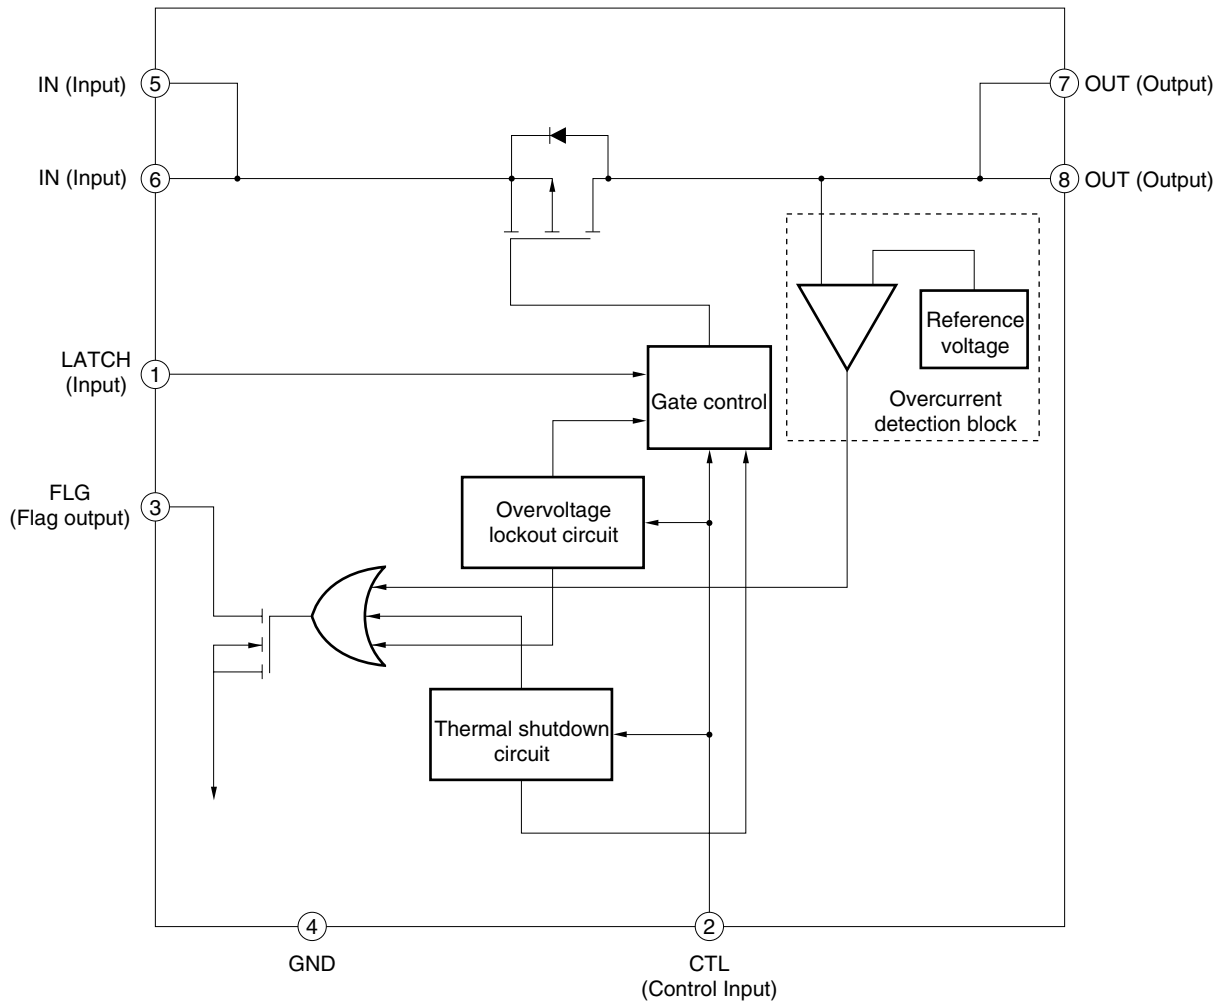 IN (Input)
5
7
OUT (Output)
IN (Input)
6
8
OUT (Output)
Reference
voltage
LATCH
(Input)
1
Gate control
Overcurrent
detection block
FLG
(Flag output)
3
Overvoltage
lockout circuit
Thermal shutdown
circuit
4
GND
2
CTL
(Control Input)